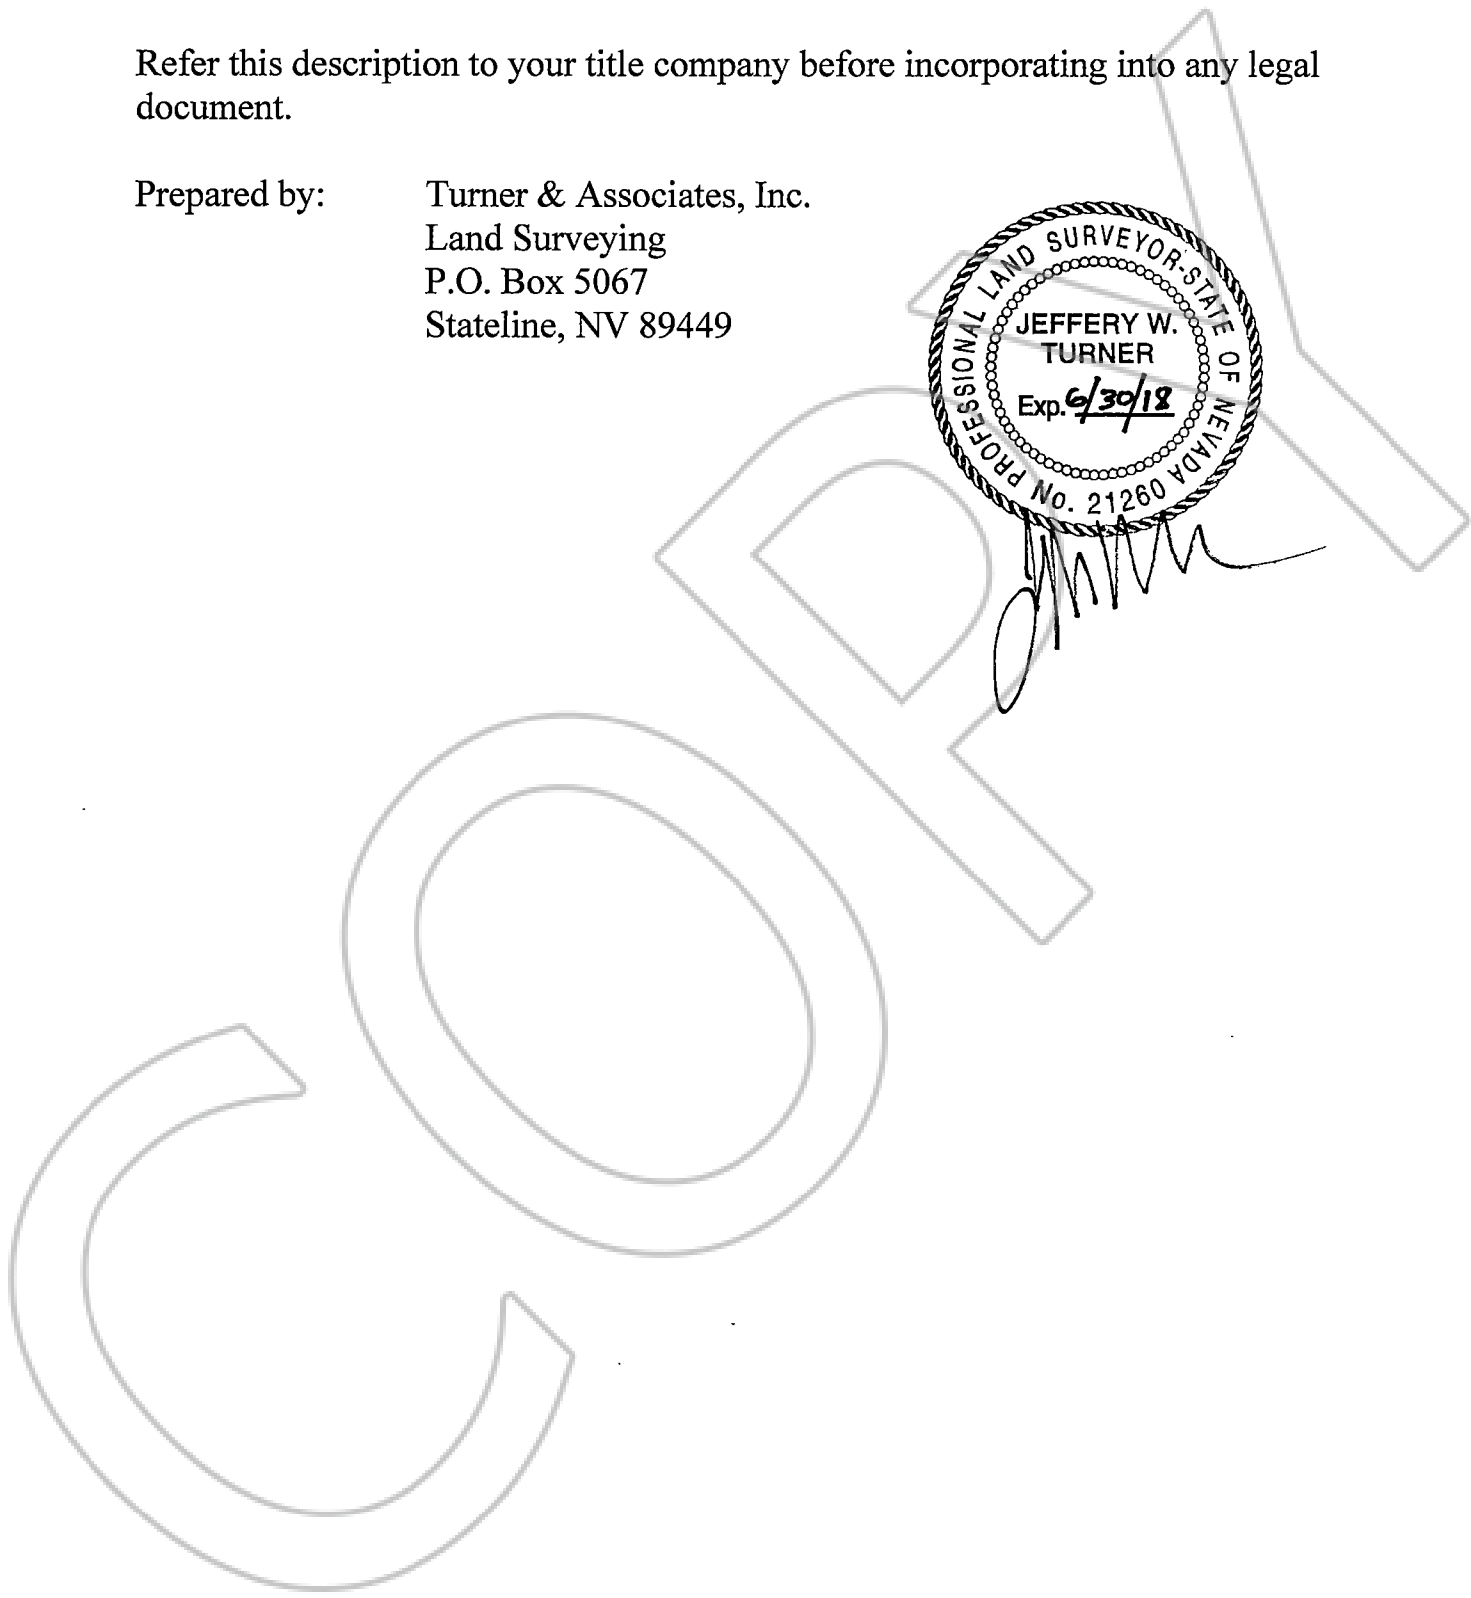 Refer this description to your title company before incorporating into any legal
document.
Prepared by: Turner & Associates, Inc.
Land Surveying
P.O. Box 5067
Stateline, NV 89449
PROFESSIONAL LAND SURVEYOR-STATE OF NEVADA
JEFFERY W.
TURNER
Exp. 6/30/18
No. 21260
COPY